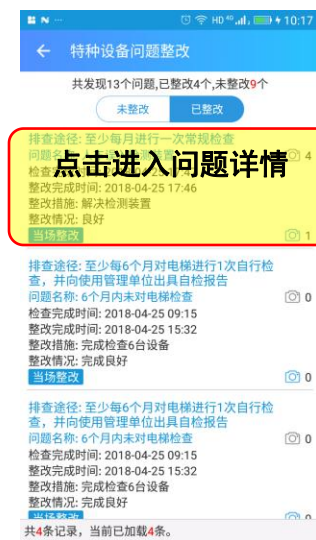 HD 4G 10:17
特种设备问题整改
共发现13个问题,已整改4个,未整改9个
未整改 已整改
排查途径: 至少每月进行一次常规检查
4
点击进入问题详情
整改完成时间: 2018-04-25 17:46
整改措施: 解决检测装置
整改情况: 良好
当场整改 1
排查途径: 至少每6个月对电梯进行1次自行检
查，并向使用管理单位出具自检报告
问题名称: 6个月内未对电梯检查 0
检查完成时间: 2018-04-25 09:15
整改完成时间: 2018-04-25 15:32
整改措施: 完成检查6台设备
整改情况: 完成良好
当场整改 0
排查途径: 至少每6个月对电梯进行1次自行检
查，并向使用管理单位出具自检报告
问题名称: 6个月内未对电梯检查 0
检查完成时间: 2018-04-25 09:15
整改完成时间: 2018-04-25 15:32
整改措施: 完成检查6台设备
整改情况: 完成良好
当场整改 0
共4条记录，当前已加载4条。